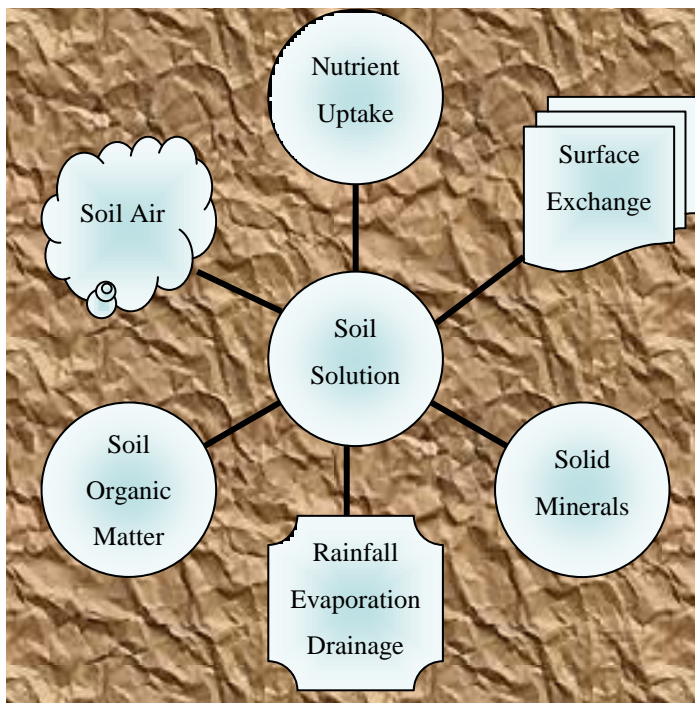 Nutrient
Uptake
Surface
Exchange
Soil Air
Soil
Solution
Soil
Organic
Matter
Solid
Minerals
Rainfall
Evaporation
Drainage